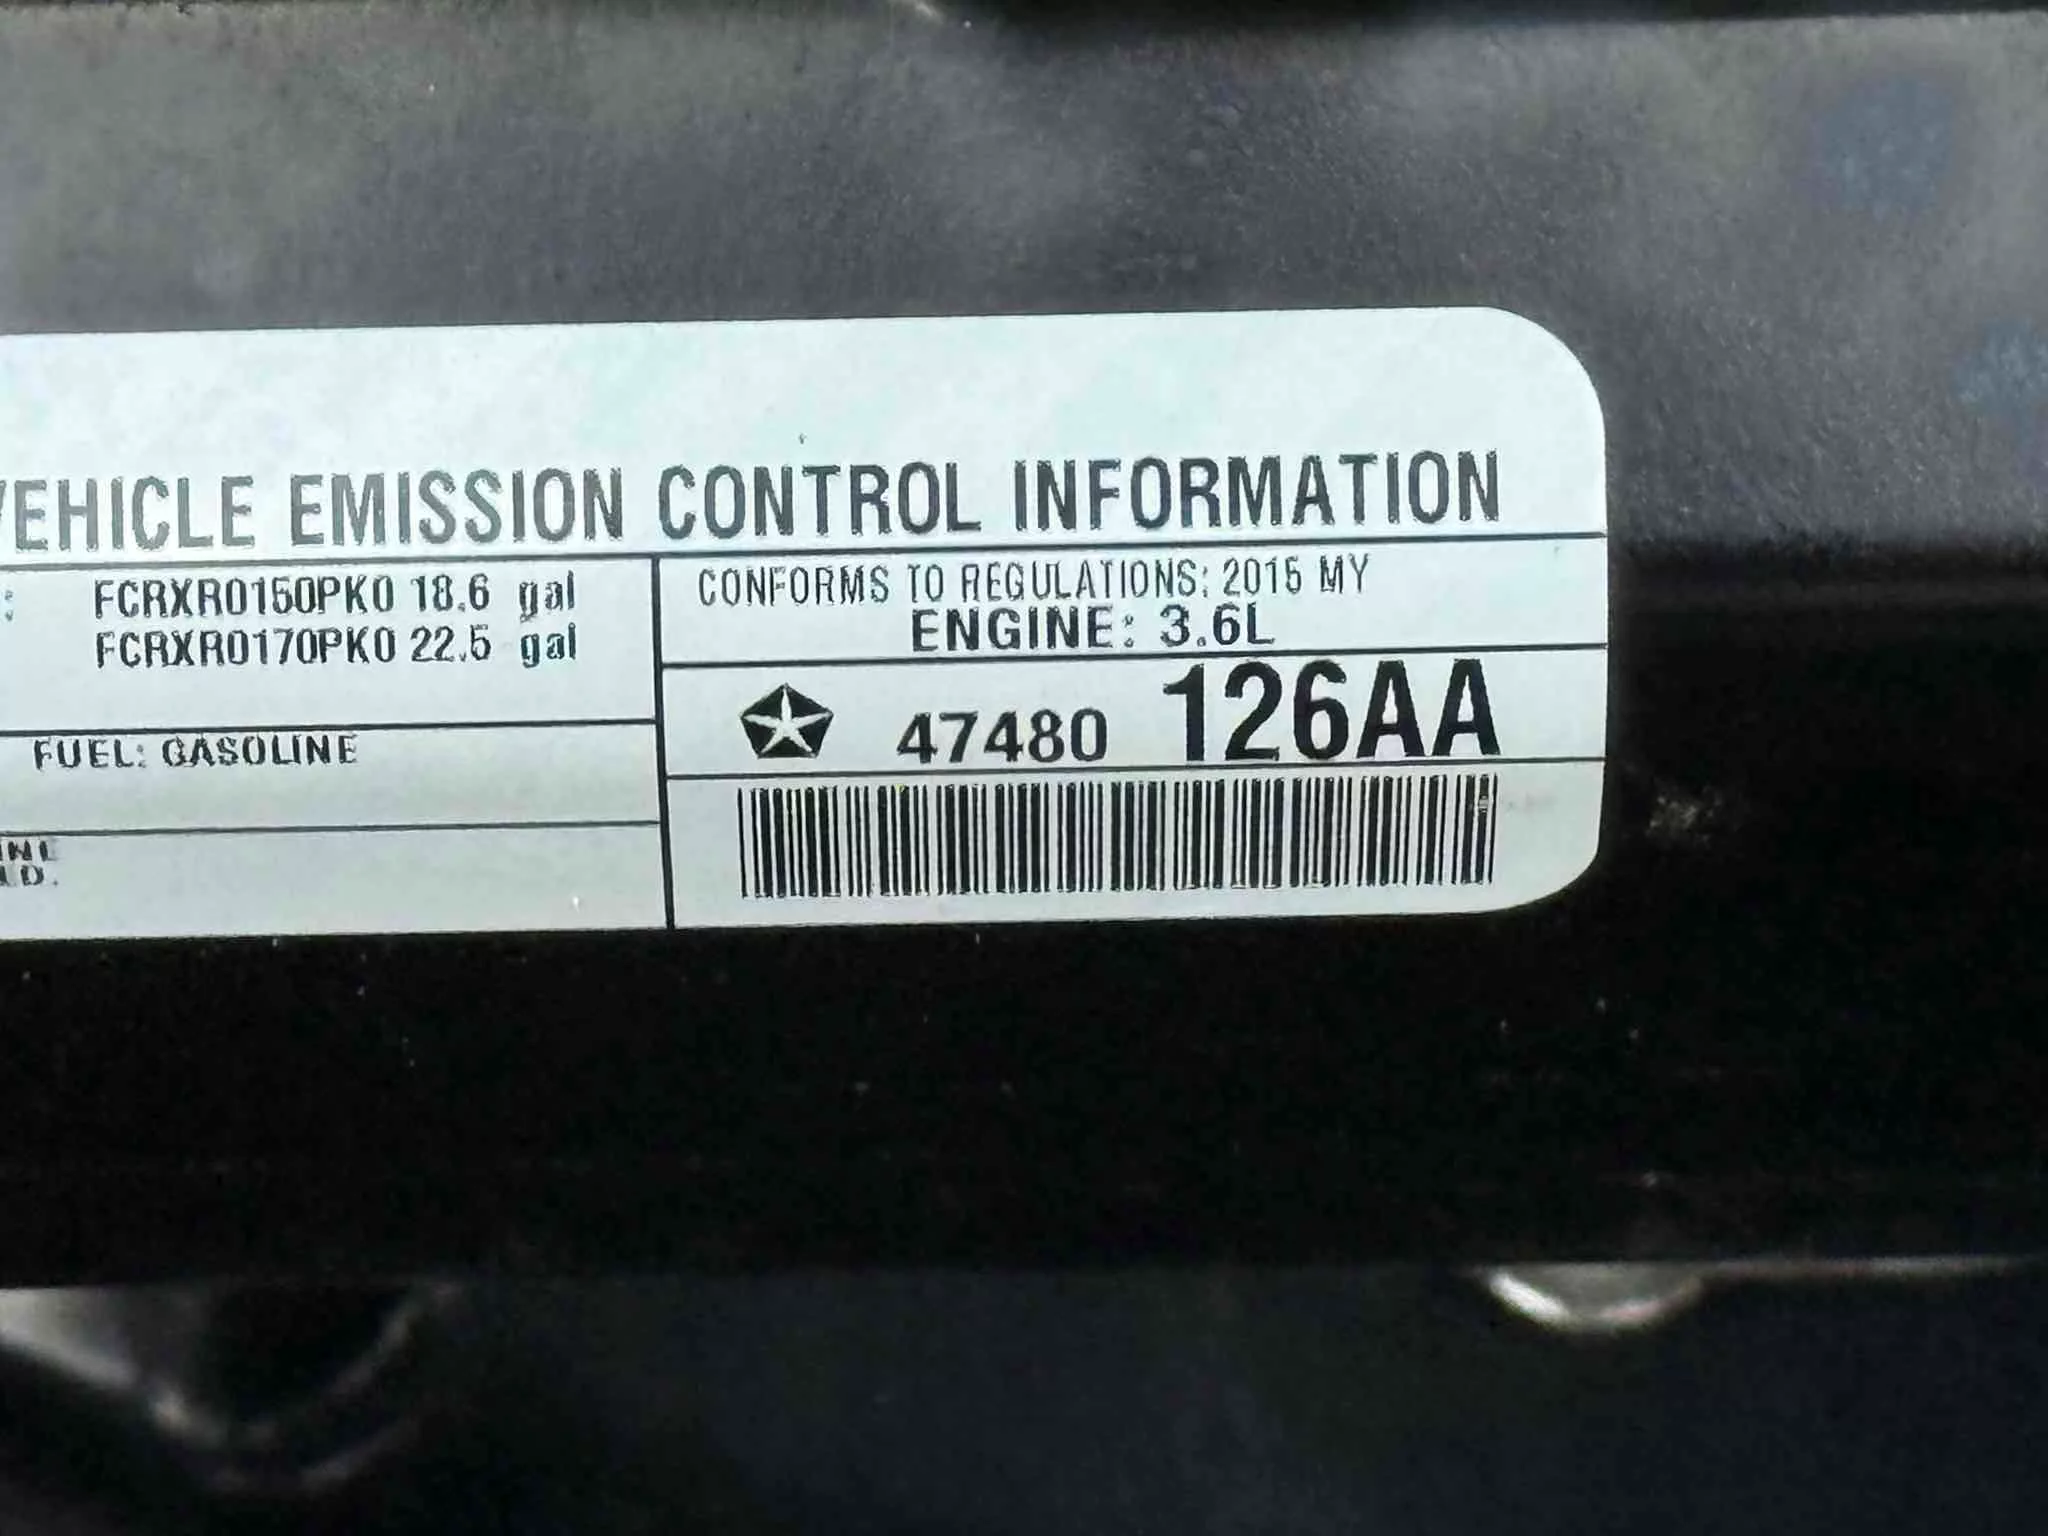 VEHICLE EMISSION CONTROL INFORMATION
: FCRXR0150PK0 18.6 gal
FCRXR0170PK0 22.5 gal
CONFORMS TO REGULATIONS: 2015 MY
ENGINE: 3.6L
47480 126AA
FUEL: GASOLINE